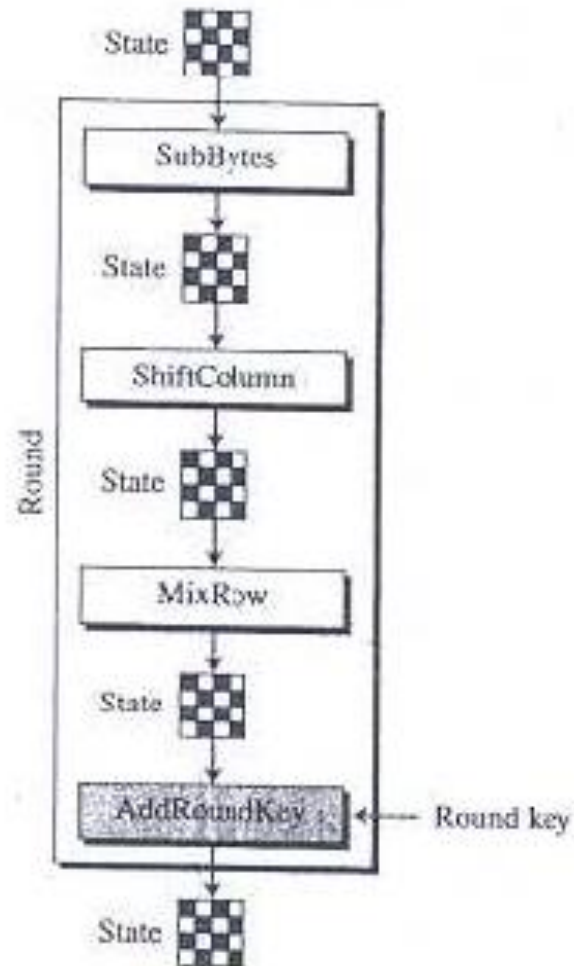 State
SubBytes
State
ShiftColumn
Round
State
MixRow
State
AddRoundKey
Round key
State